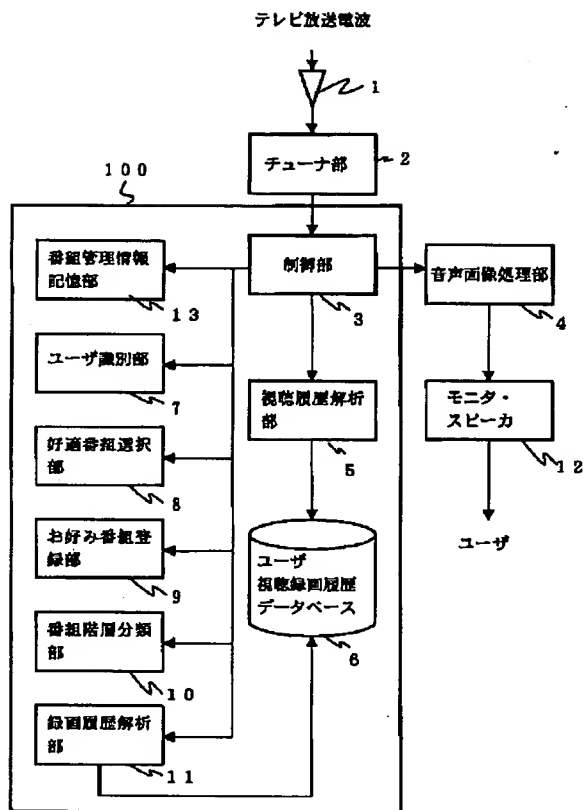 テレビ放送電波
1
チューナ部
2
100
番組管理情報
記憶部
13
制御部
3
音声画像処理部
4
ユーザ識別部
7
視聴履歴解析
部
5
モニタ・
スピーカ
12
好適番組選択
部
8
ユーザ
お好み番組登
録部
9
ユーザ
視聴録画履歴
データベース
6
番組階層分類
部
10
録画履歴解析
部
11